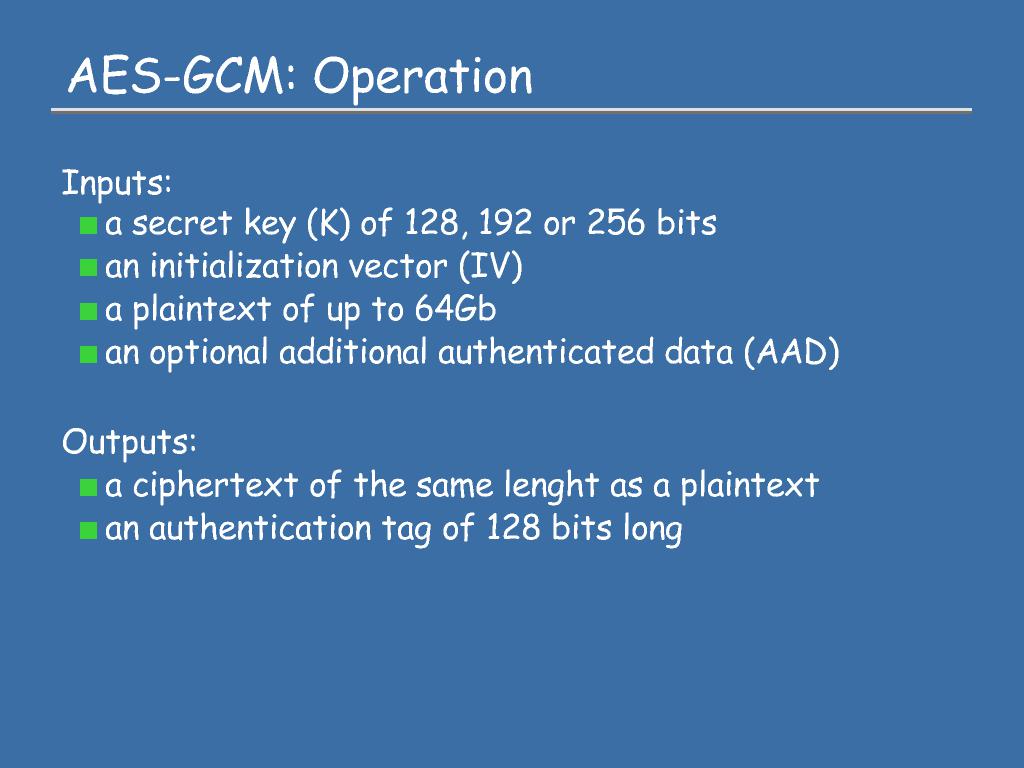 AES-GCM: Operation
Inputs:
a secret key (K) of 128, 192 or 256 bits
an initialization vector (IV)
a plaintext of up to 64Gb
an optional additional authenticated data (AAD)
Outputs:
a ciphertext of the same lenght as a plaintext
an authentication tag of 128 bits long